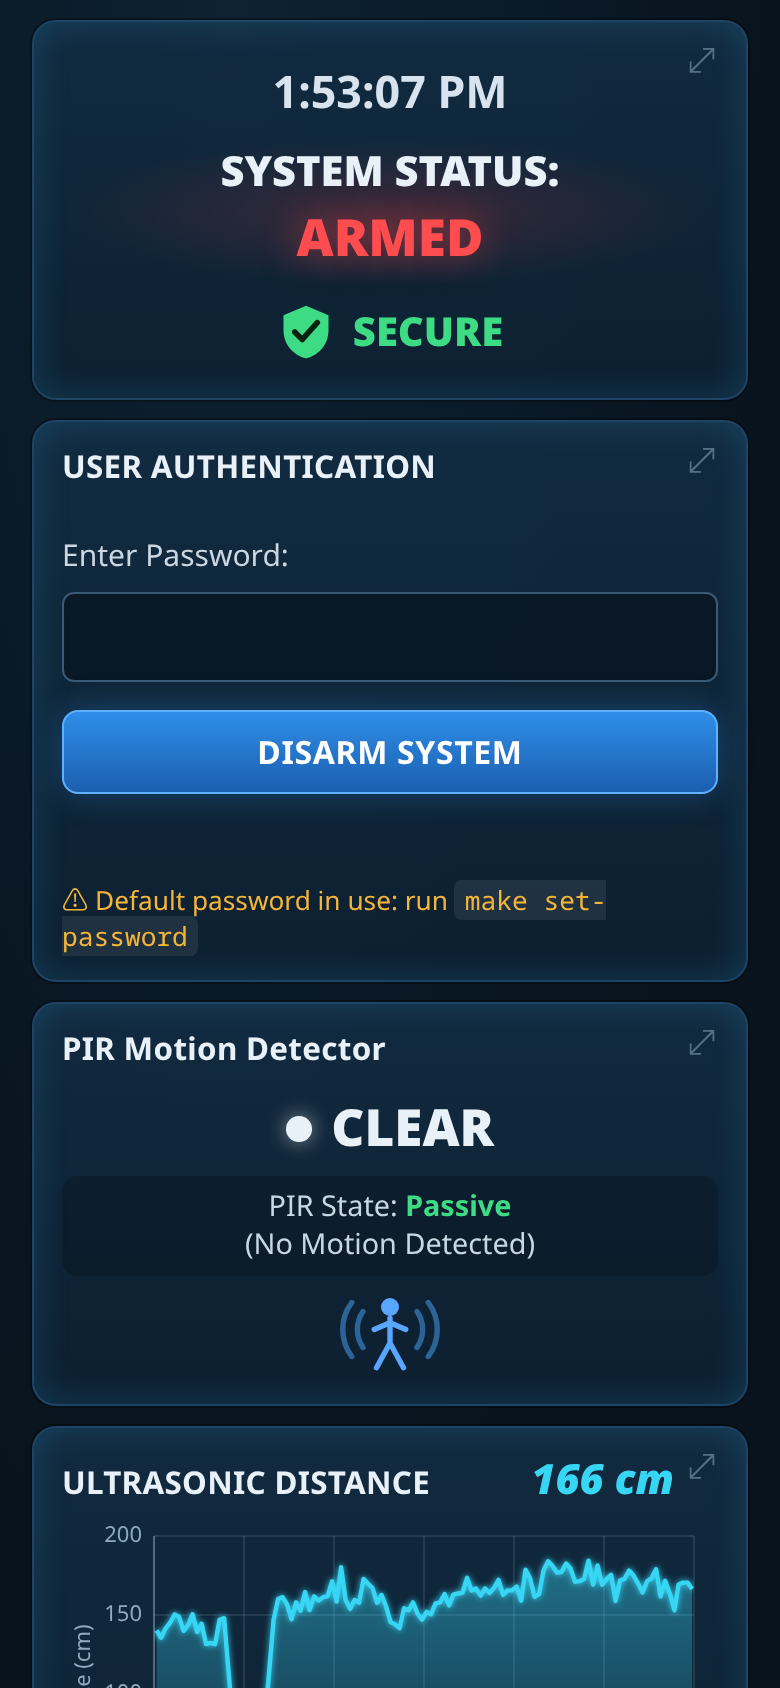 1:53:07 PM
SYSTEM STATUS:
ARMED
SECURE
USER AUTHENTICATION
Enter Password:
DISARM SYSTEM
⚠ Default password in use: run make set-
password
PIR Motion Detector
CLEAR
PIR State: Passive
(No Motion Detected)
ULTRASONIC DISTANCE
166 cm
200
150